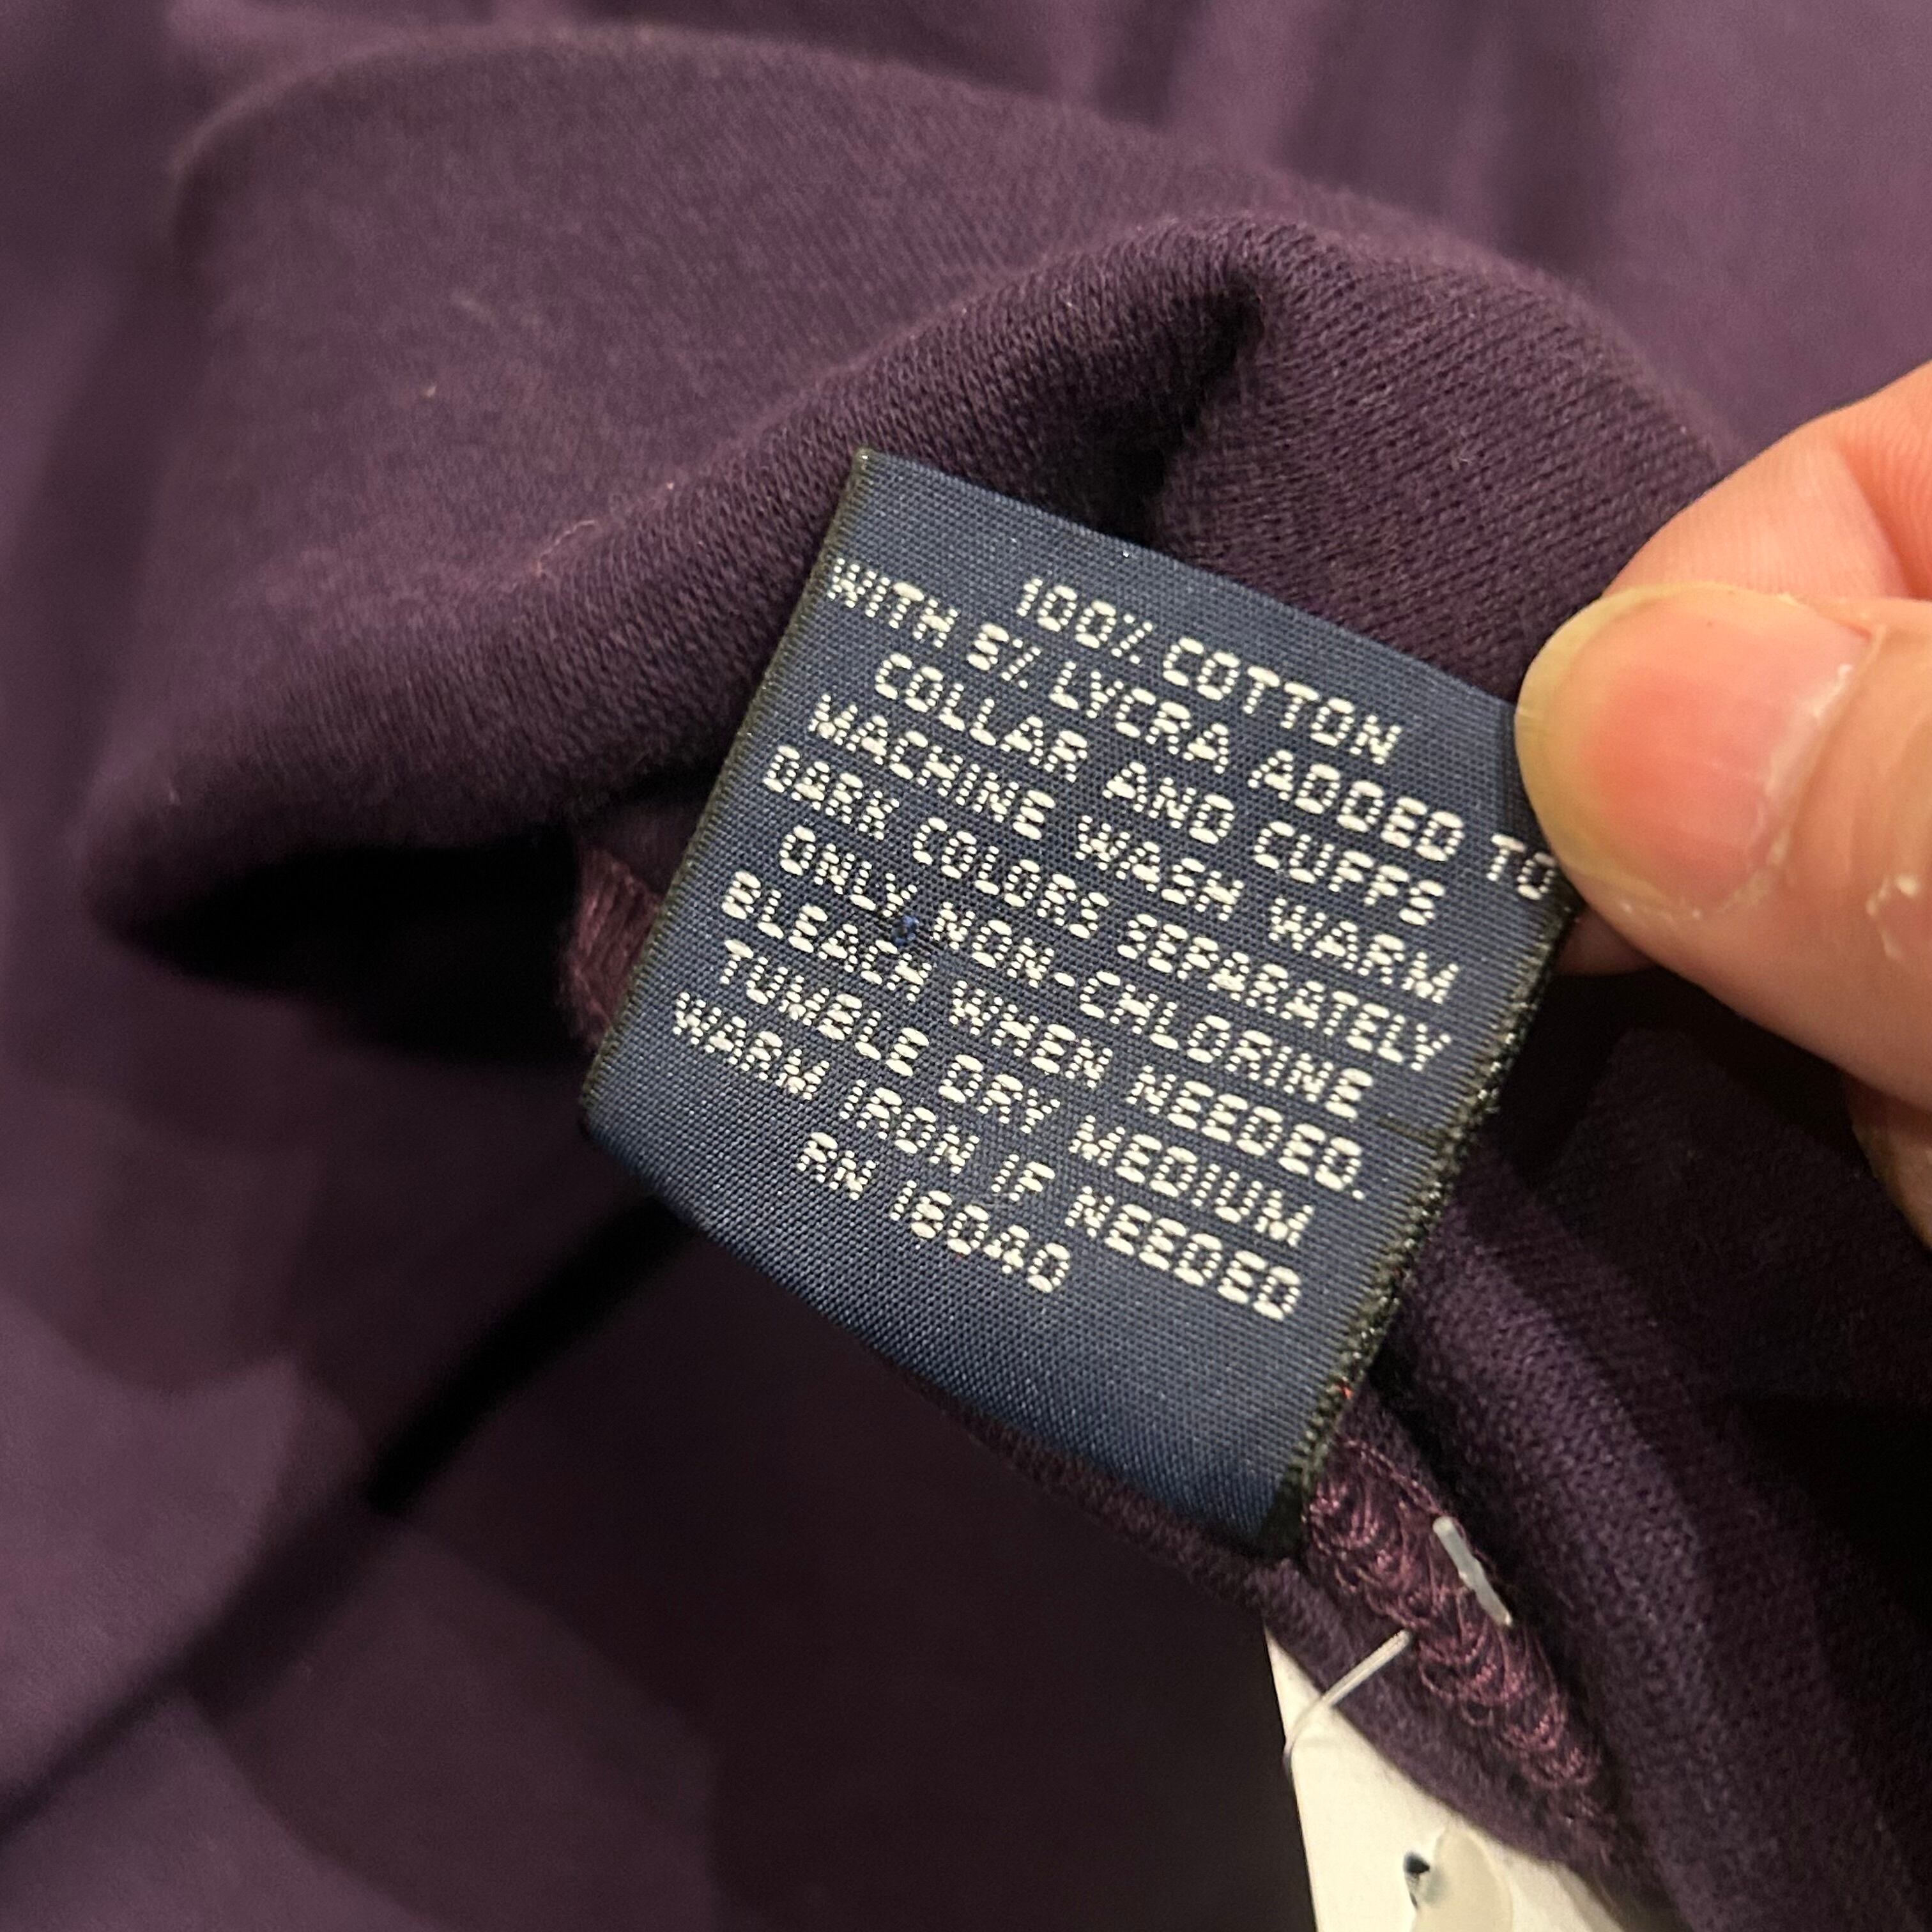 100% COTTON
WITH 5% LYCRA ADDED TO
COLLAR AND CUFFS
MACHINE WASH WARM
DARK COLORS SEPARATELY
ONLY NON-CHLORINE
BLEACH WHEN NEEDED.
TUMBLE DRY MEDIUM
WARM IRON IF NEEDED
RN 16040